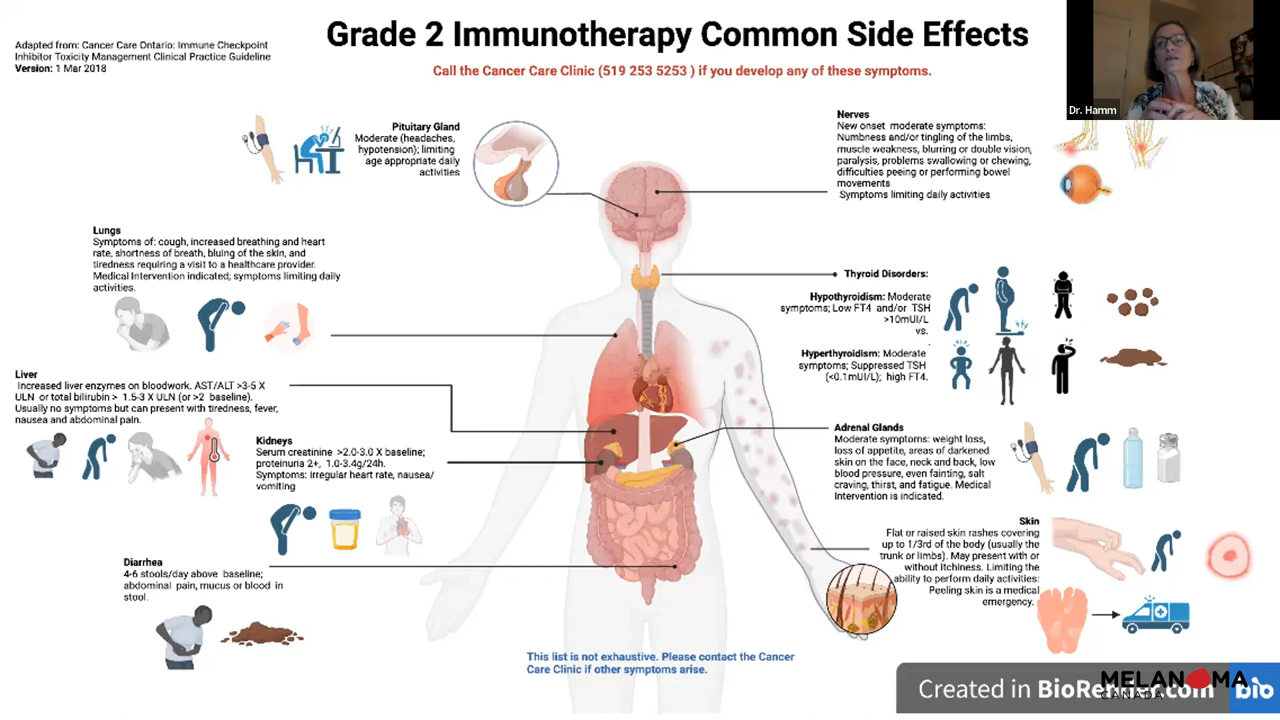 Grade 2 Immunotherapy Common Side Effects
Adapted from: Cancer Care Ontario: Immune Checkpoint
Inhibitor Toxicity Management Clinical Practice Guideline
Version: 1 Mar 2018
Call the Cancer Care Clinic (519 253 5253 ) if you develop any of these symptoms.
Dr. Hamm
Pituitary Gland
Moderate (headaches,
hypotension); limiting
age appropriate daily
activities
Nerves
New onset moderate symptoms:
Numbness and/or tingling of the limbs,
muscle weakness, blurring or double vision,
paralysis, problems swallowing or chewing,
difficulties peeing or performing bowel
movements
Symptoms limiting daily activities
Lungs
Symptoms of: cough, increased breathing and heart
rate, shortness of breath, bluing of the skin, and
tiredness requiring a visit to a healthcare provider.
Medical Intervention indicated; symptoms limiting daily
activities.
Thyroid Disorders:
Hypothyroidism: Moderate
symptoms; Low FT4 and/or TSH
>10mUI/L
vs.
Hyperthyroidism: Moderate
symptoms; Suppressed TSH
(<0.1mUI/L); high FT4.
Liver
Increased liver enzymes on bloodwork. AST/ALT >3-5 X
ULN or total bilirubin > 1.5-3 X ULN (or >2 baseline).
Usually no symptoms but can present with tiredness, fever,
nausea and abdominal pain.
Kidneys
Serum creatinine >2.0-3.0 X baseline;
proteinuria 2+, 1.0-3.4g/24h.
Symptoms: Irregular heart rate, nausea/
vomiting
Adrenal Glands
Moderate symptoms: weight loss,
loss of appetite, areas of darkened
skin on the face, neck and back, low
blood pressure, even fainting, salt
craving, thirst, and fatigue. Medical
Intervention is indicated.
Skin
Flat or raised skin rashes covering
up to 1/3rd of the body (usually the
trunk or limbs). May present with or
without itchiness. Limiting the
ability to perform daily activities:
Peeling skin is a medical
emergency.
Diarrhea
4-6 stools/day above baseline;
abdominal pain, mucus or blood in
stool.
This list is not exhaustive. Please contact the Cancer
Care Clinic if other symptoms arise.
Created in BioRender.com bio
MELANOMA
CANADA